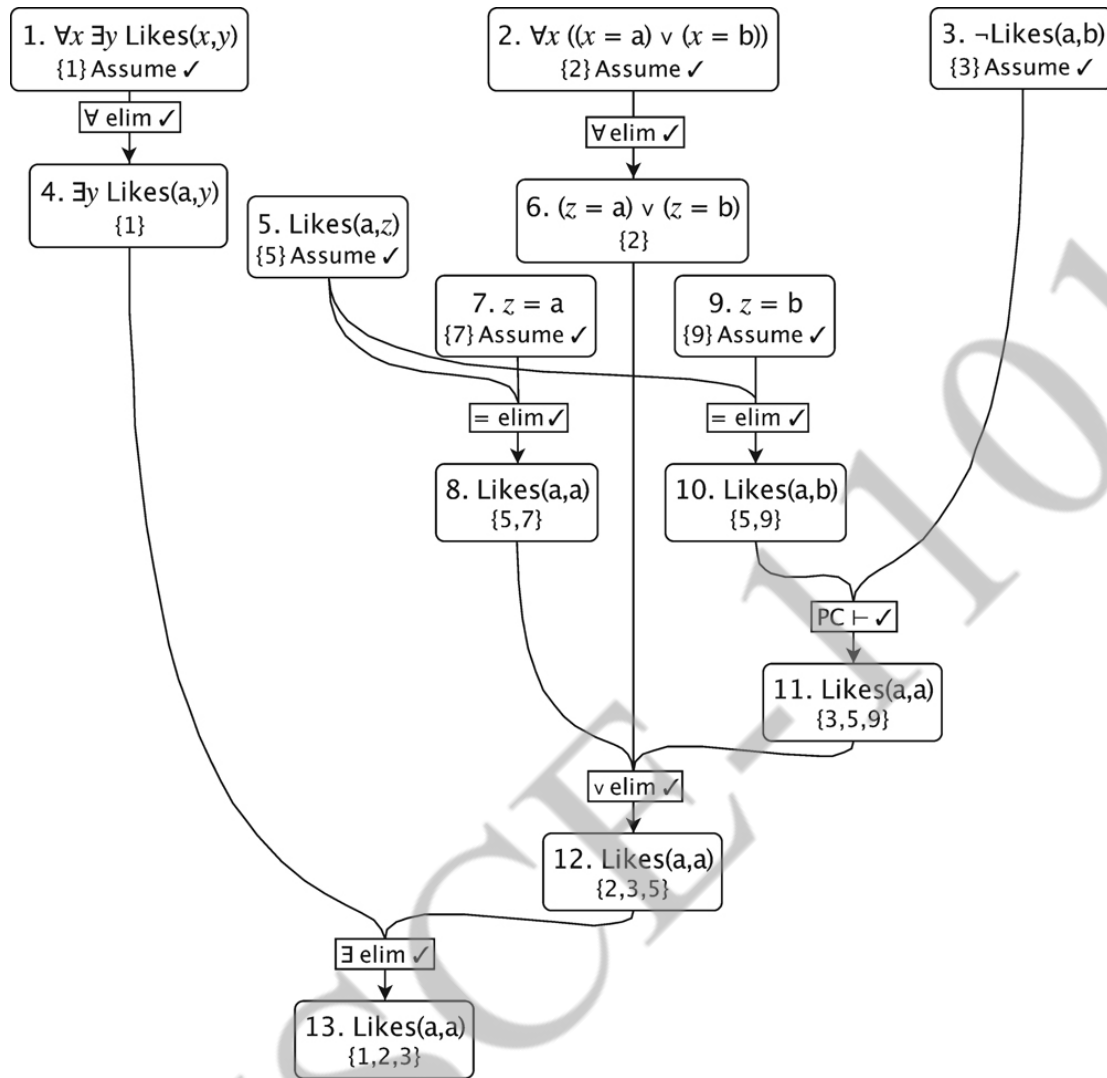 1. ∀x ∃y Likes(x,y)
{1} Assume ✓
2. ∀x ((x = a) ∨ (x = b))
{2} Assume ✓
3. ¬Likes(a,b)
{3} Assume ✓
∀ elim ✓
∀ elim ✓
4. ∃y Likes(a,y)
{1}
5. Likes(a,z)
{5} Assume ✓
6. (z = a) ∨ (z = b)
{2}
7. z = a
{7} Assume ✓
9. z = b
{9} Assume ✓
= elim ✓
= elim ✓
8. Likes(a,a)
{5,7}
10. Likes(a,b)
{5,9}
PC ⊢ ✓
11. Likes(a,a)
{3,5,9}
∨ elim ✓
12. Likes(a,a)
{2,3,5}
∃ elim ✓
13. Likes(a,a)
{1,2,3}
SCE-1101